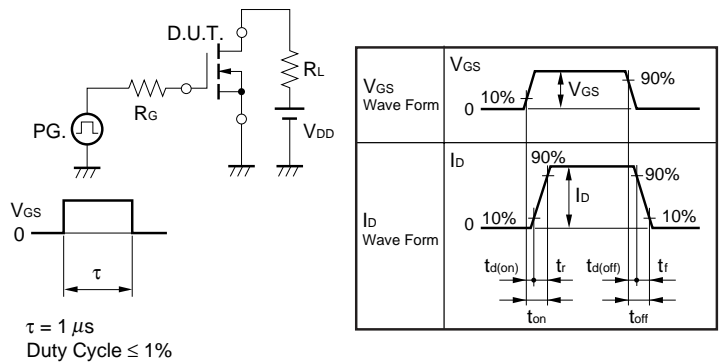 D.U.T.
RL
RG
PG.
VDD
VGS
0
τ
τ = 1 μs
Duty Cycle ≤ 1%
VGS
Wave Form
VGS
10%
0
VGS
90%
ID
Wave Form
ID
90%
90%
0 10%
ID
10%
td(on) tr td(off) tf
ton toff